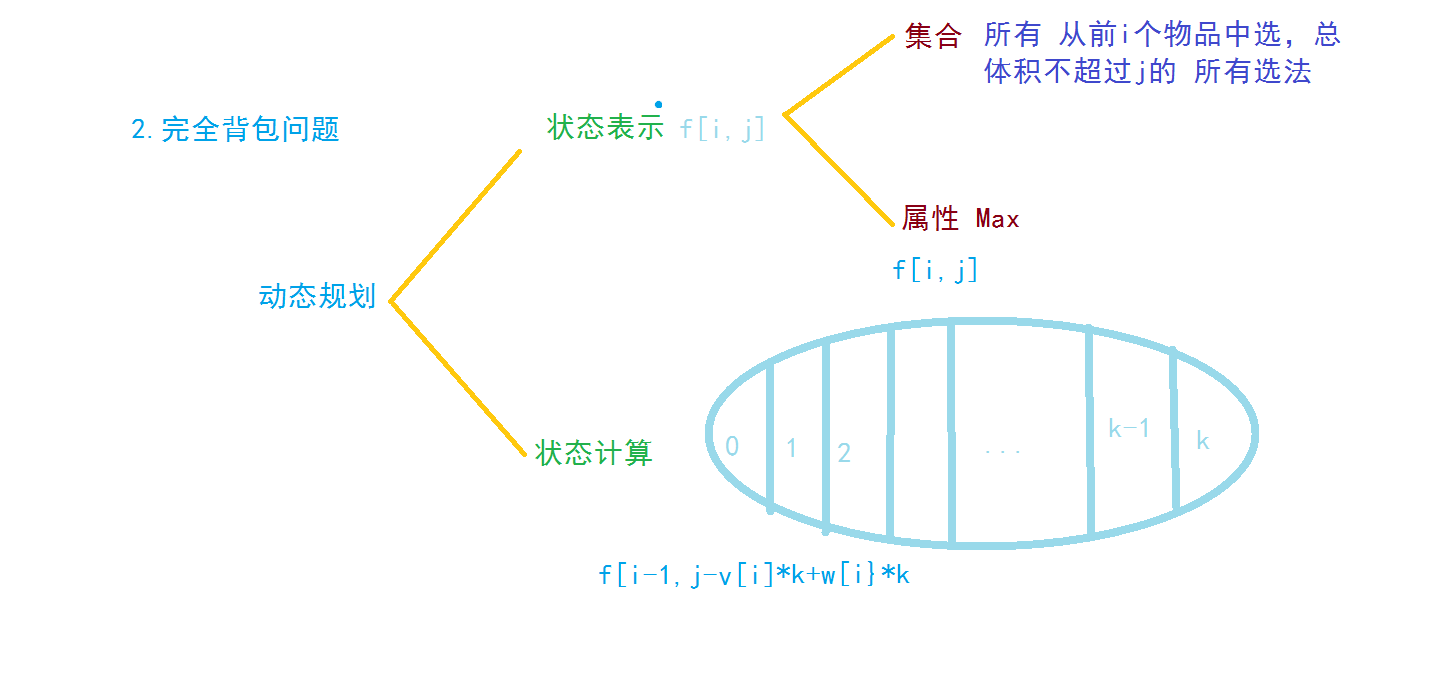 集合 所有 从前i个物品中选，总
体积不超过j的 所有选法
2.完全背包问题
状态表示 f[i,j]
属性 Max
f[i,j]
动态规划
状态计算
0 1 2 ... k-1 k
f[i-1,j-v[i]*k+w[i}*k